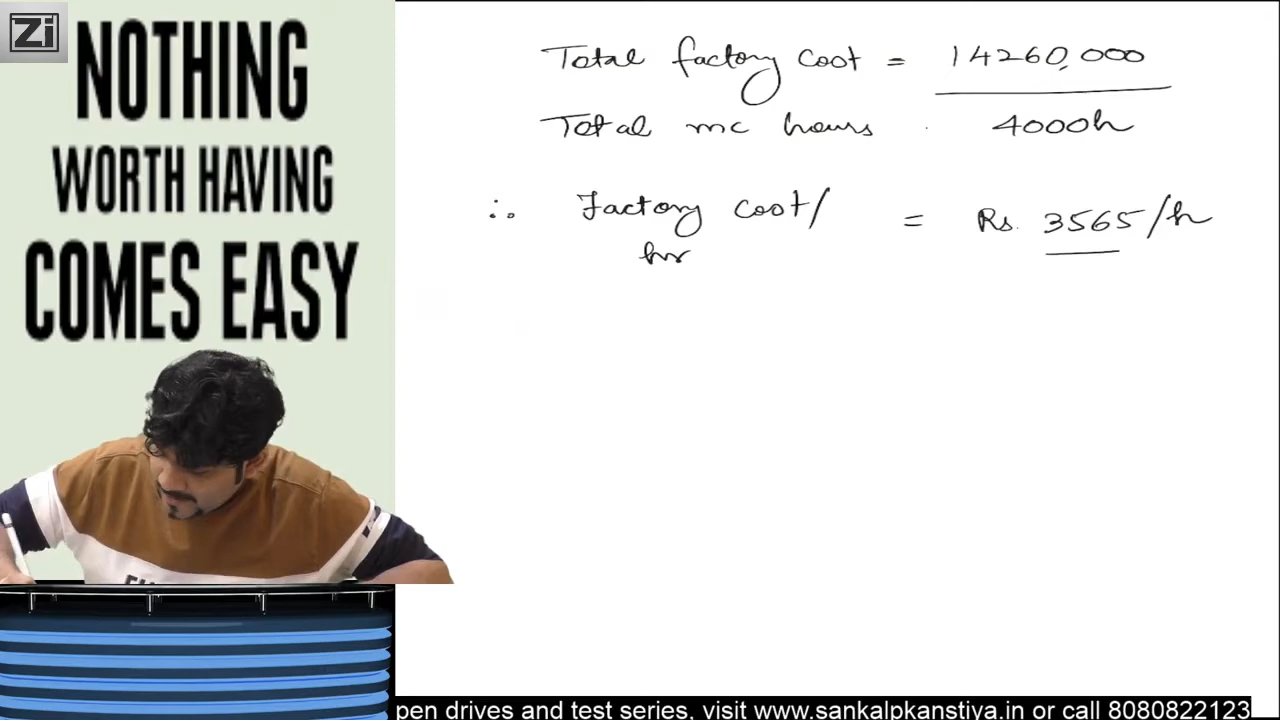 Zi
NOTHING
WORTH HAVING
COMES EASY
Total factory cost = 14260,000
Total mc hours 4000h
∴ Factory cost/ = Rs. 3565/h
hr
pen drives and test series, visit www.sankalpkanstiya.in or call 8080822123